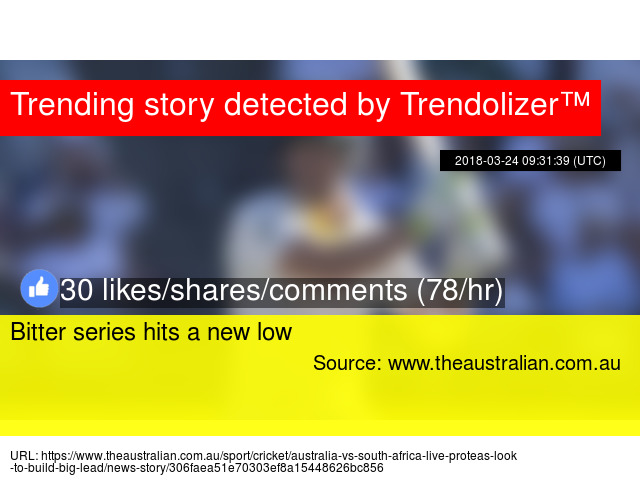 Trending story detected by Trendolizer™
2018-03-24 09:31:39 (UTC)
30 likes/shares/comments (78/hr)
Bitter series hits a new low
Source: www.theaustralian.com.au
URL: https://www.theaustralian.com.au/sport/cricket/australia-vs-south-africa-live-proteas-look
-to-build-big-lead/news-story/306faea51e70303ef8a15448626bc856